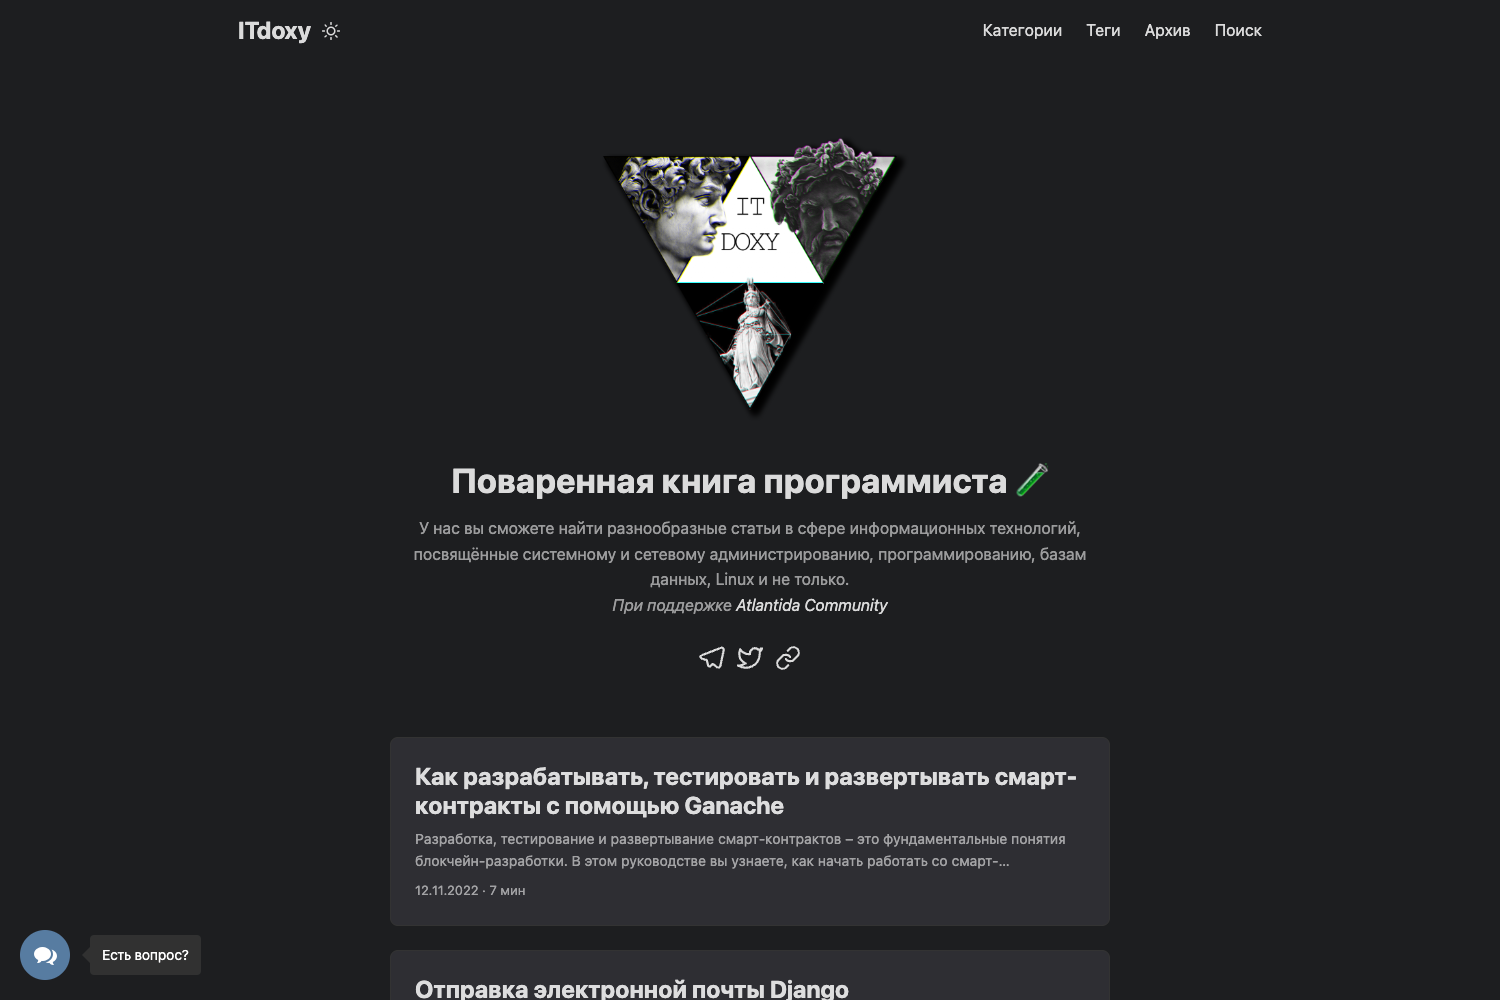 ITdoxy
Категории Теги Архив Поиск
IT
DOXY
Поваренная книга программиста
У нас вы сможете найти разнообразные статьи в сфере информационных технологий,
посвящённые системному и сетевому администрированию, программированию, базам
данных, Linux и не только.
При поддержке Atlantida Community
Как разрабатывать, тестировать и развертывать смарт-
контракты с помощью Ganache
Разработка, тестирование и развертывание смарт-контрактов – это фундаментальные понятия
блокчейн-разработки. В этом руководстве вы узнаете, как начать работать со смарт-...
12.11.2022 · 7 мин
Есть вопрос?
Отправка электронной почты Django